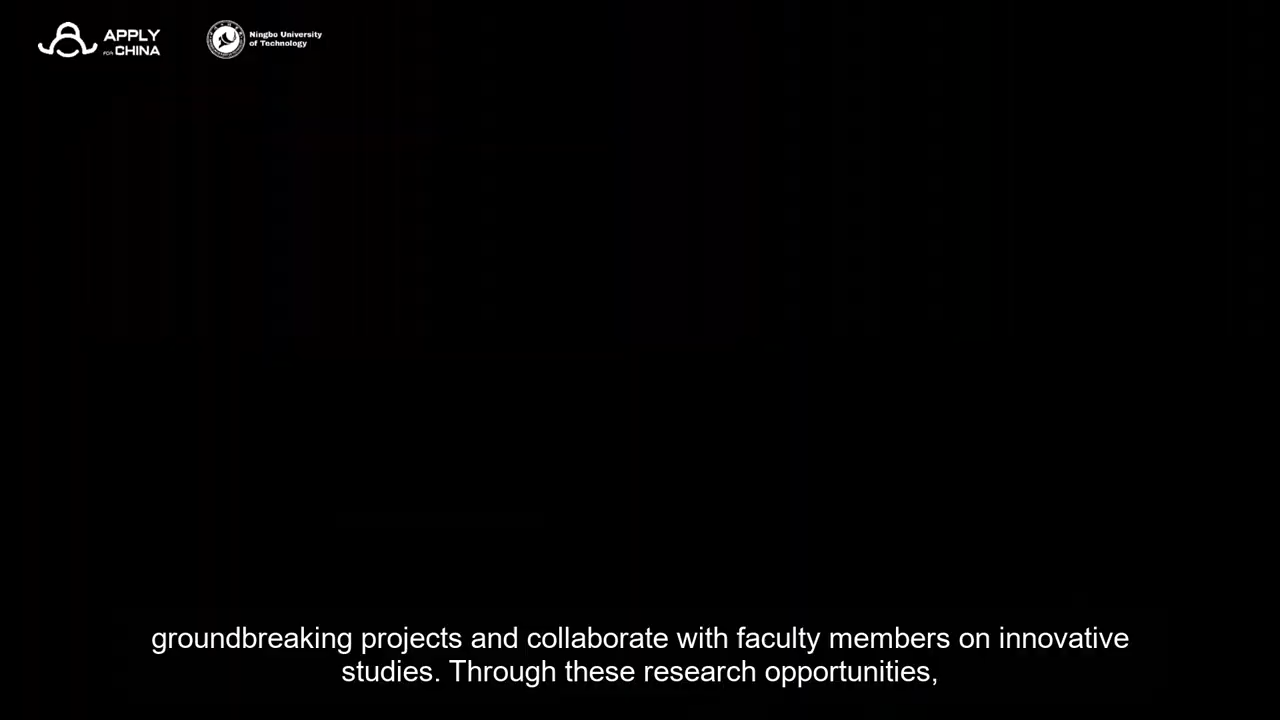 APPLY
FOR CHINA
Ningbo University
of Technology
groundbreaking projects and collaborate with faculty members on innovative
studies. Through these research opportunities,